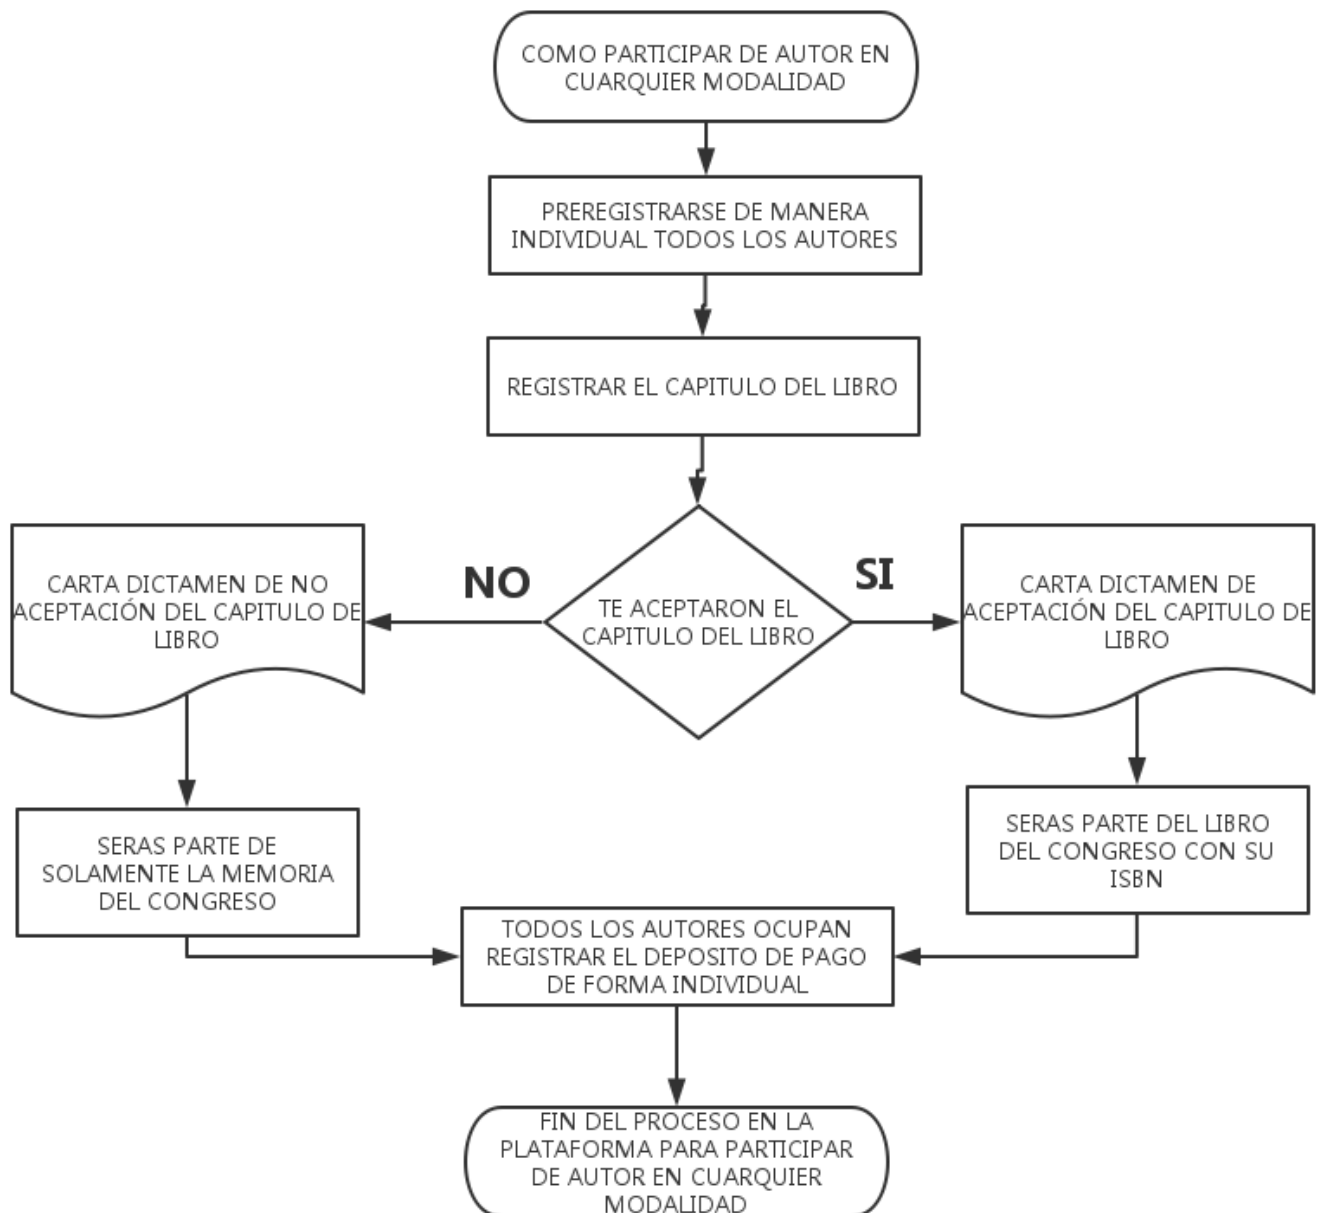 COMO PARTICIPAR DE AUTOR EN
CUARQUIER MODALIDAD
PREREGISTRARSE DE MANERA
INDIVIDUAL TODOS LOS AUTORES
REGISTRAR EL CAPITULO DEL LIBRO
TE ACEPTARON EL
CAPITULO DEL LIBRO
NO
SI
CARTA DICTAMEN DE NO
ACEPTACIÓN DEL CAPITULO DE
LIBRO
CARTA DICTAMEN DE
ACEPTACIÓN DEL CAPITULO DE
LIBRO
SERAS PARTE DE
SOLAMENTE LA MEMORIA
DEL CONGRESO
SERAS PARTE DEL LIBRO
DEL CONGRESO CON SU
ISBN
TODOS LOS AUTORES OCUPAN
REGISTRAR EL DEPOSITO DE PAGO
DE FORMA INDIVIDUAL
FIN DEL PROCESO EN LA
PLATAFORMA PARA PARTICIPAR
DE AUTOR EN CUARQUIER
MODALIDAD